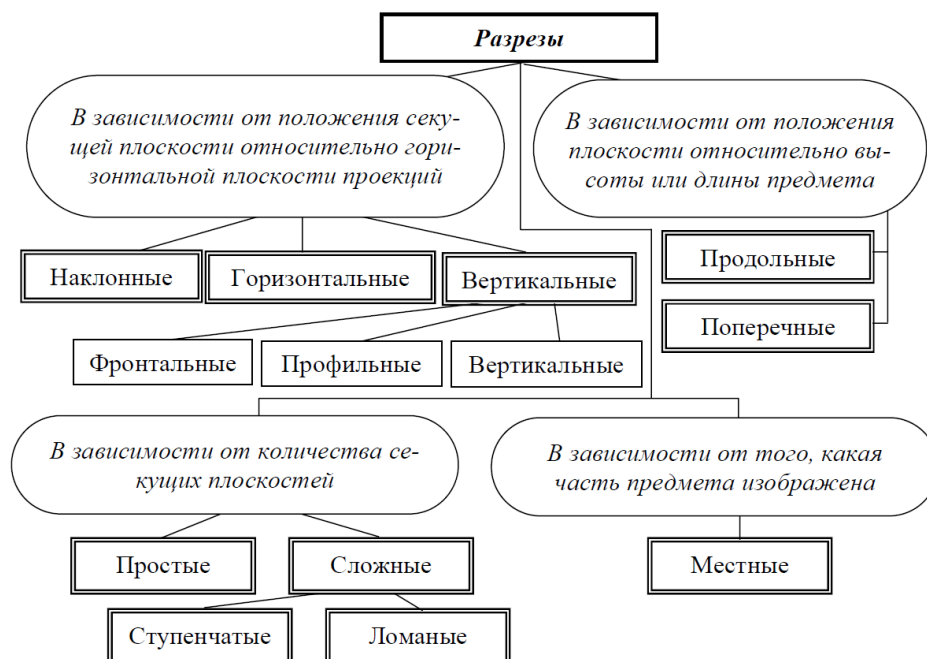 Разрезы
В зависимости от положения секу-
щей плоскости относительно гори-
зонтальной плоскости проекций
В зависимости от положения
плоскости относительно вы-
соты или длины предмета
Наклонные
Горизонтальные
Вертикальные
Продольные
Поперечные
Фронтальные
Профильные
Вертикальные
В зависимости от количества се-
кущих плоскостей
В зависимости от того, какая
часть предмета изображена
Простые
Сложные
Местные
Ступенчатые
Ломаные